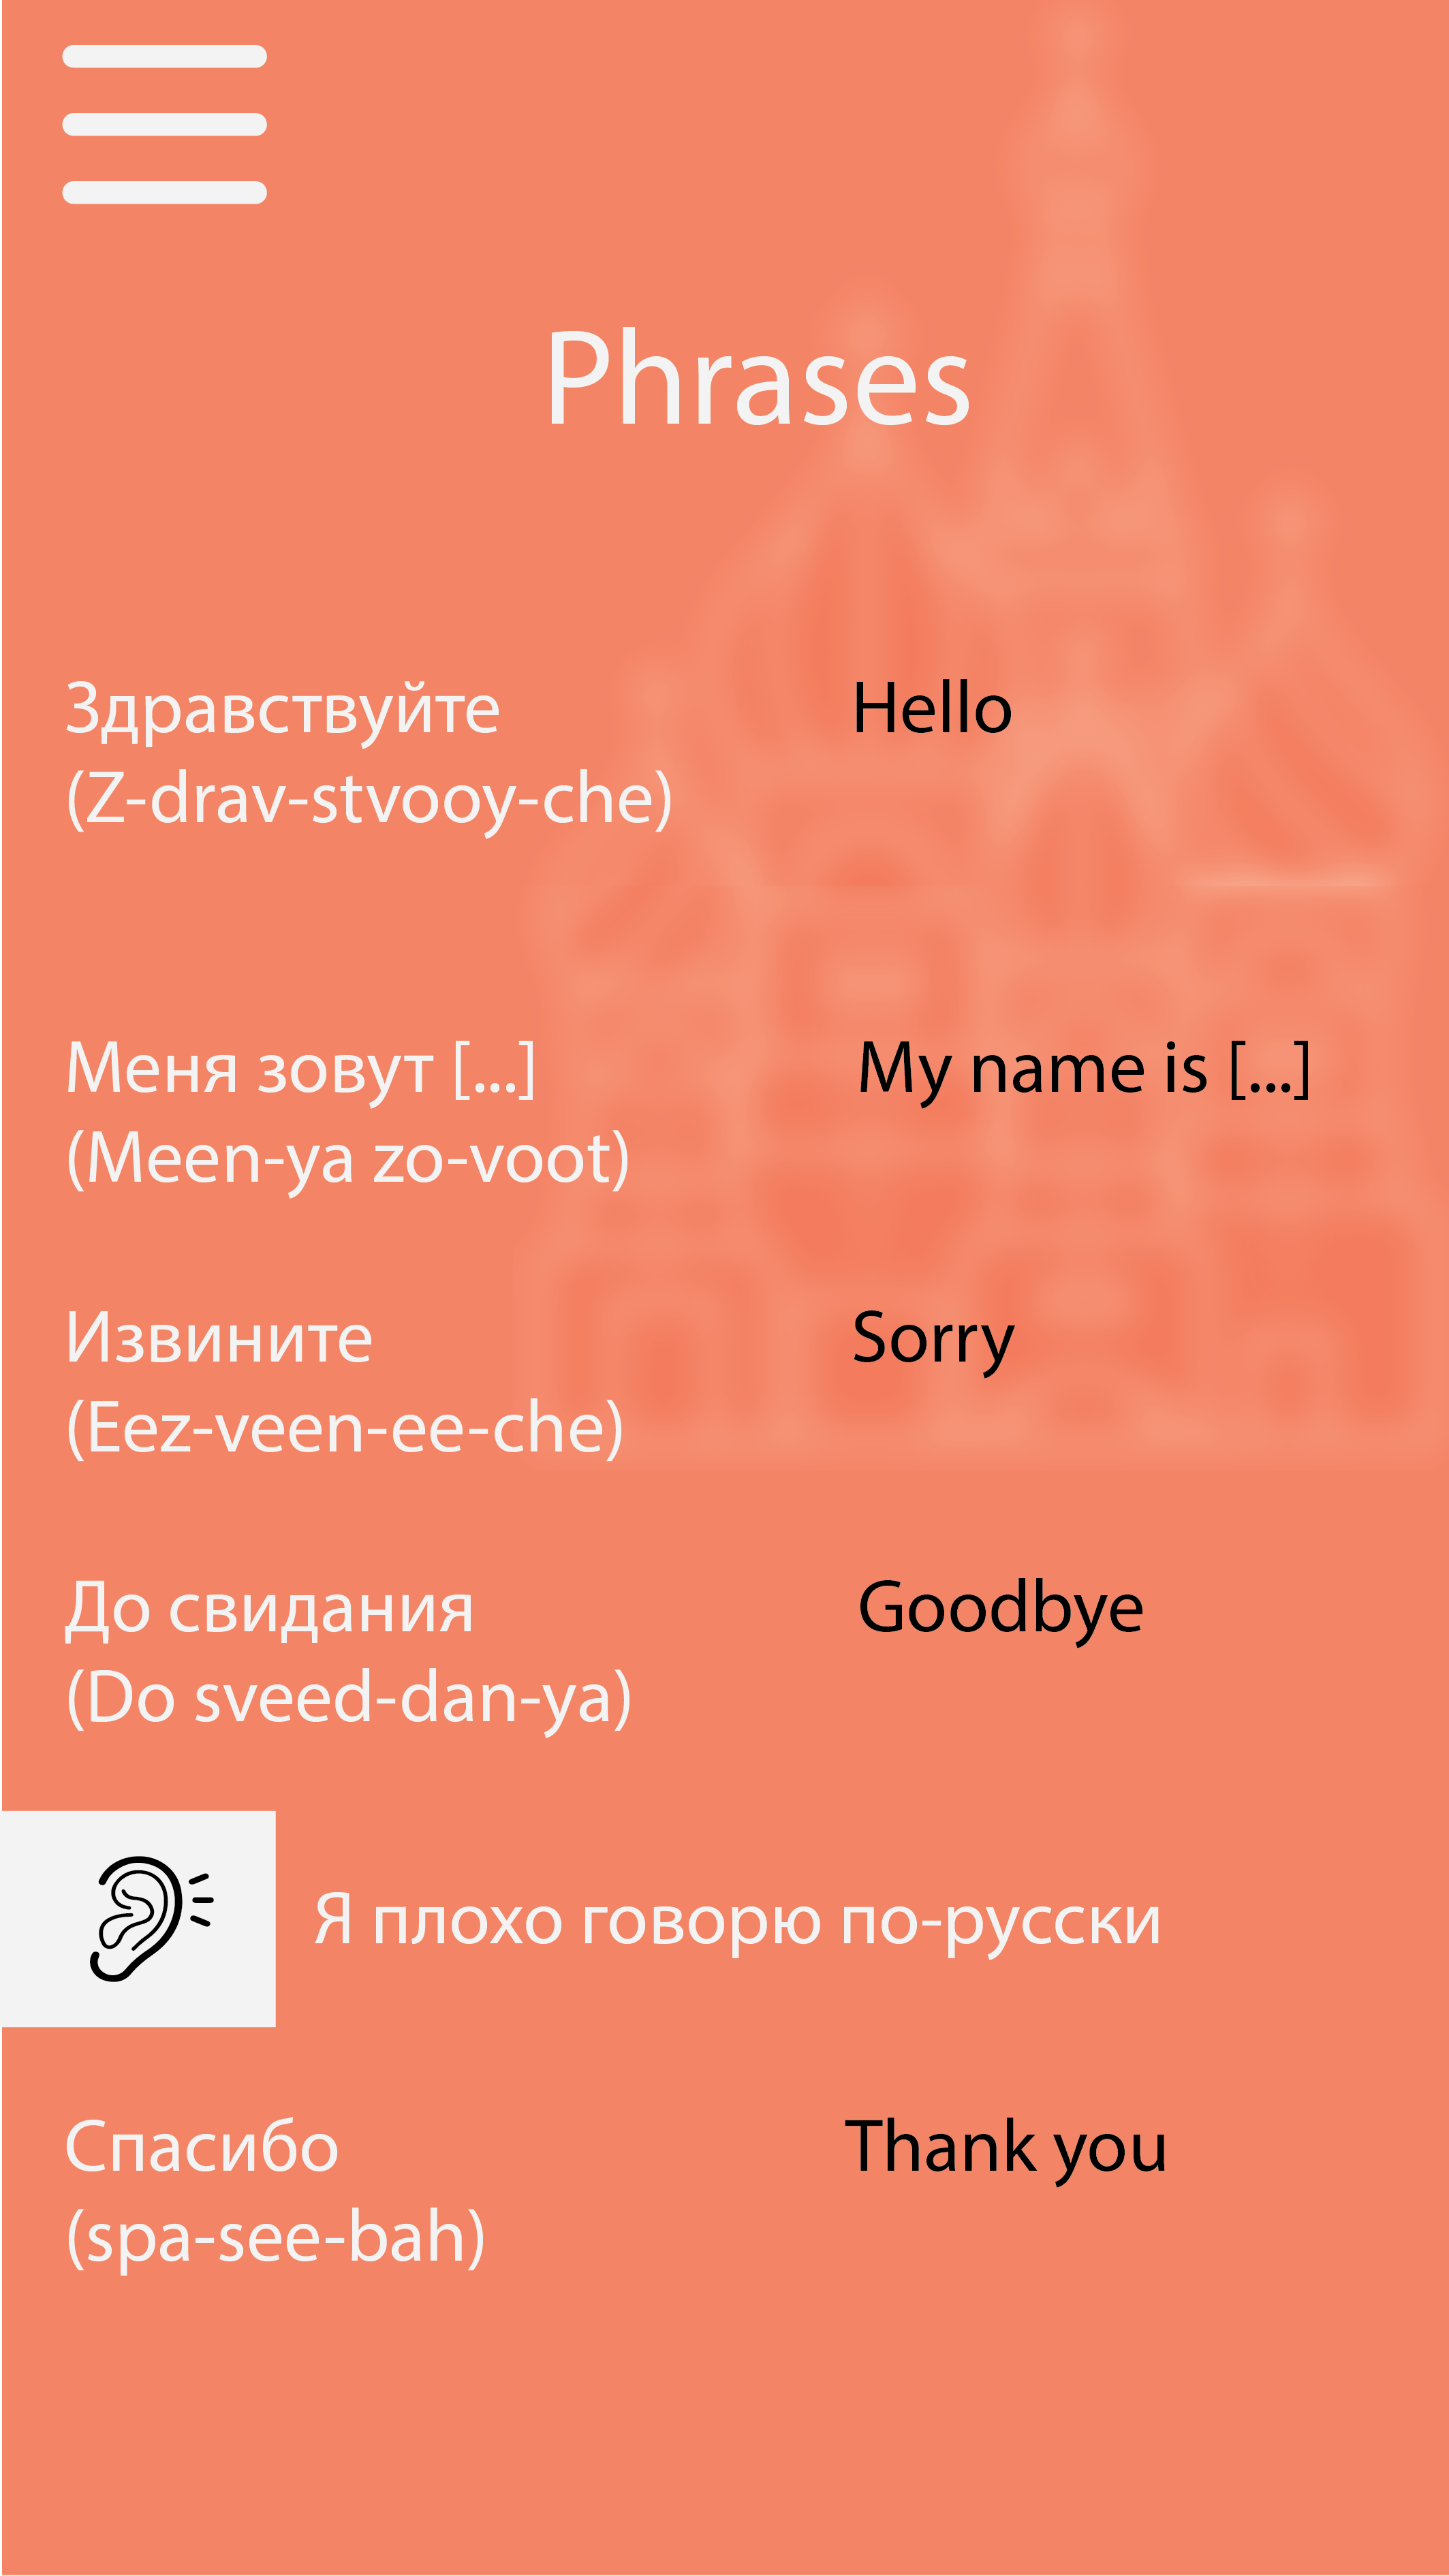 Phrases
Здравствуйте Hello
(Z-drav-stvooy-che)
Меня зовут [...] My name is [...]
(Meen-ya zo-voot)
Извините Sorry
(Eez-veen-ee-che)
До свидания Goodbye
(Do sveed-dan-ya)
Я плохо говорю по-русски
Спасибо Thank you
(spa-see-bah)